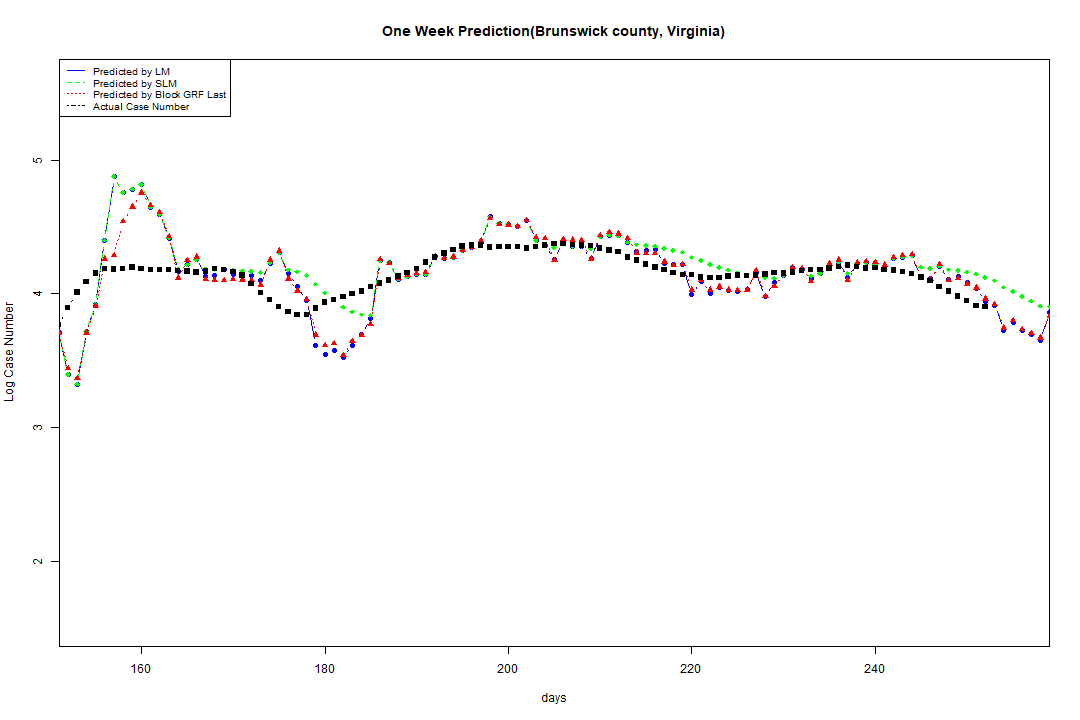 One Week Prediction(Brunswick county, Virginia)
Predicted by LM
Predicted by SLM
Predicted by Block GRF Last
Actual Case Number
5
4
3
2
Log Case Number
160 180 200 220 240
days